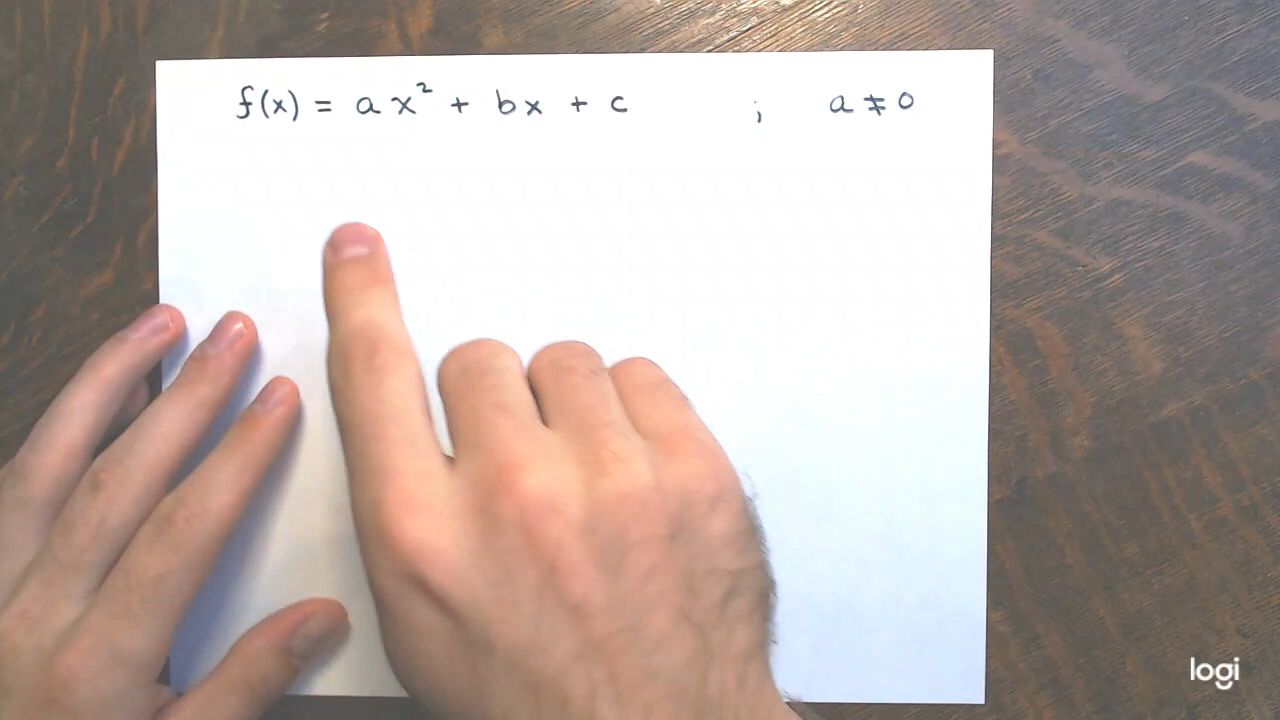 f(x) = ax² + bx + c ; a ≠ 0
logi